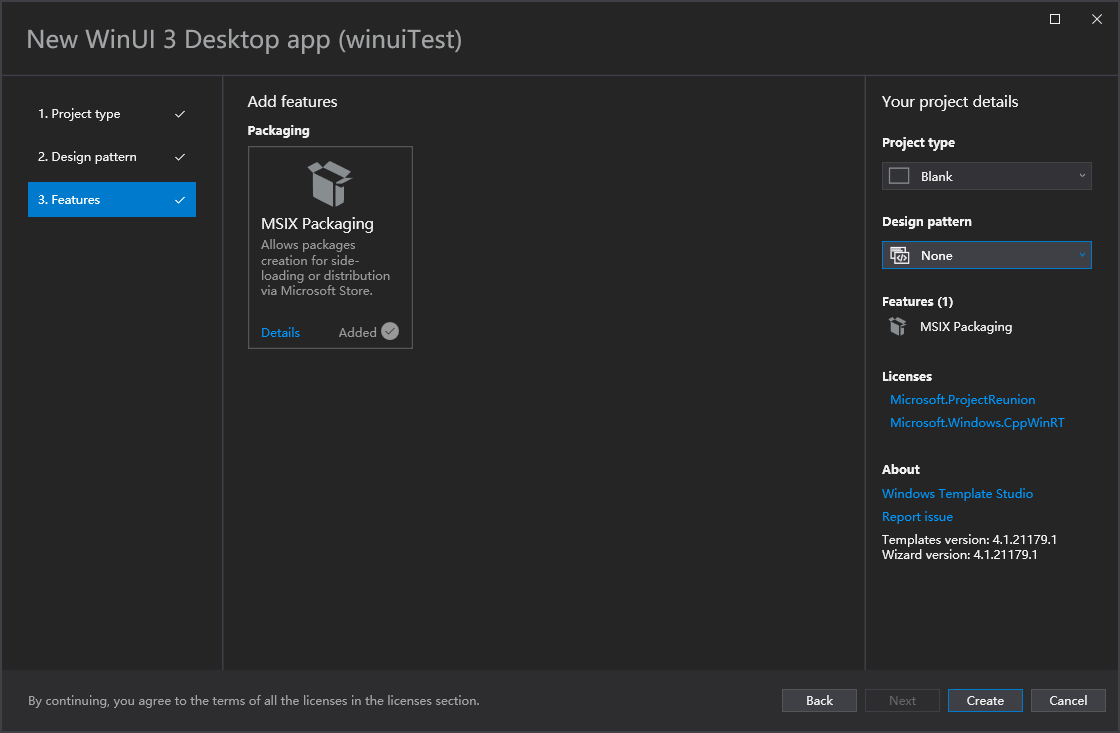 New WinUI 3 Desktop app (winuiTest)
1. Project type
2. Design pattern
3. Features
Add features
Packaging
MSIX Packaging
Allows packages
creation for side-
loading or distribution
via Microsoft Store.
Details
Added
Your project details
Project type
Blank
Design pattern
None
Features (1)
MSIX Packaging
Licenses
Microsoft.ProjectReunion
Microsoft.Windows.CppWinRT
About
Windows Template Studio
Report issue
Templates version: 4.1.21179.1
Wizard version: 4.1.21179.1
By continuing, you agree to the terms of all the licenses in the licenses section.
Back
Next
Create
Cancel